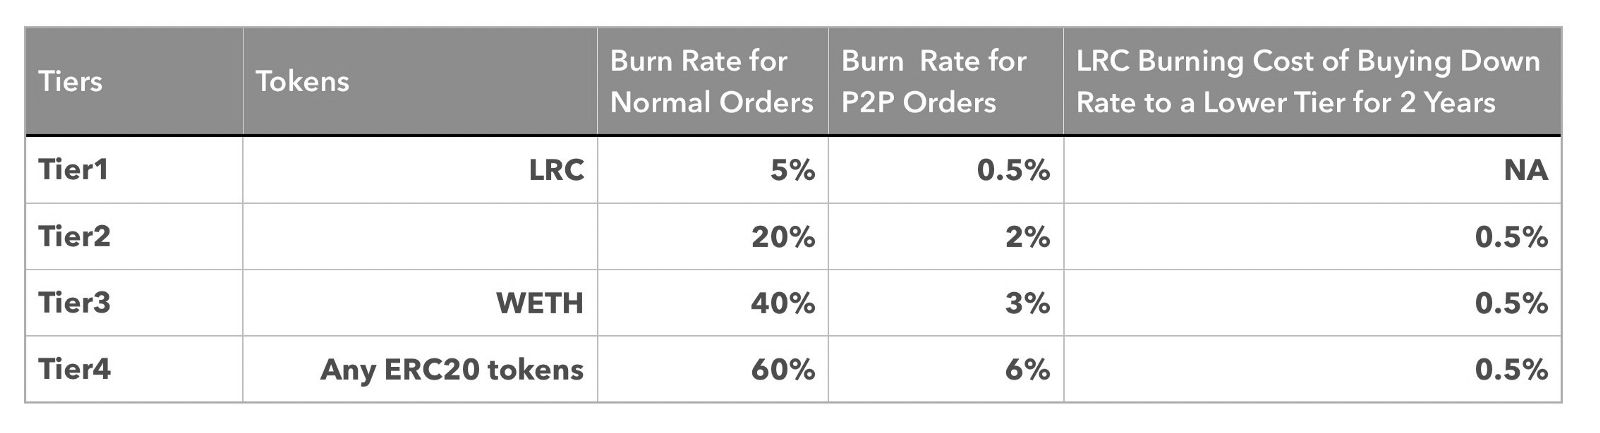 Tiers
Tokens
Burn Rate for
Normal Orders
Burn Rate for
P2P Orders
LRC Burning Cost of Buying Down
Rate to a Lower Tier for 2 Years
Tier1 LRC 5% 0.5% NA
Tier2 20% 2% 0.5%
Tier3 WETH 40% 3% 0.5%
Tier4 Any ERC20 tokens 60% 6% 0.5%